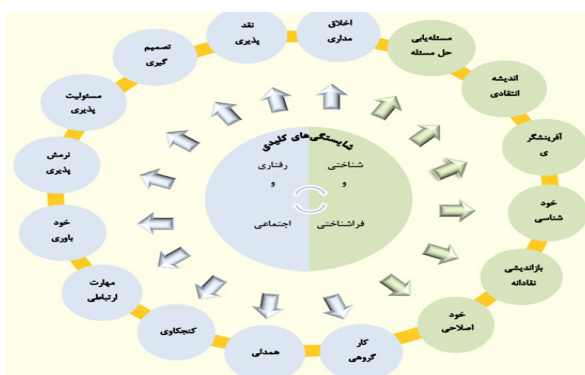 شایستگی‌های کلیدی
شناختی
و
فراشناختی
رفتاری
و
اجتماعی
اخلاق
مداری
مسئله‌یابی
حل مسئله
اندیشه
انتقادی
آفرینشگر
ی
خود
شناسی
بازاندیشی
نقادانه
خود
اصلاحی
کار
گروهی
همدلی
کنجکاوی
مهارت
ارتباطی
خود
باوری
نرمش
پذیری
مسئولیت
پذیری
تصمیم
گیری
نقد
پذیری